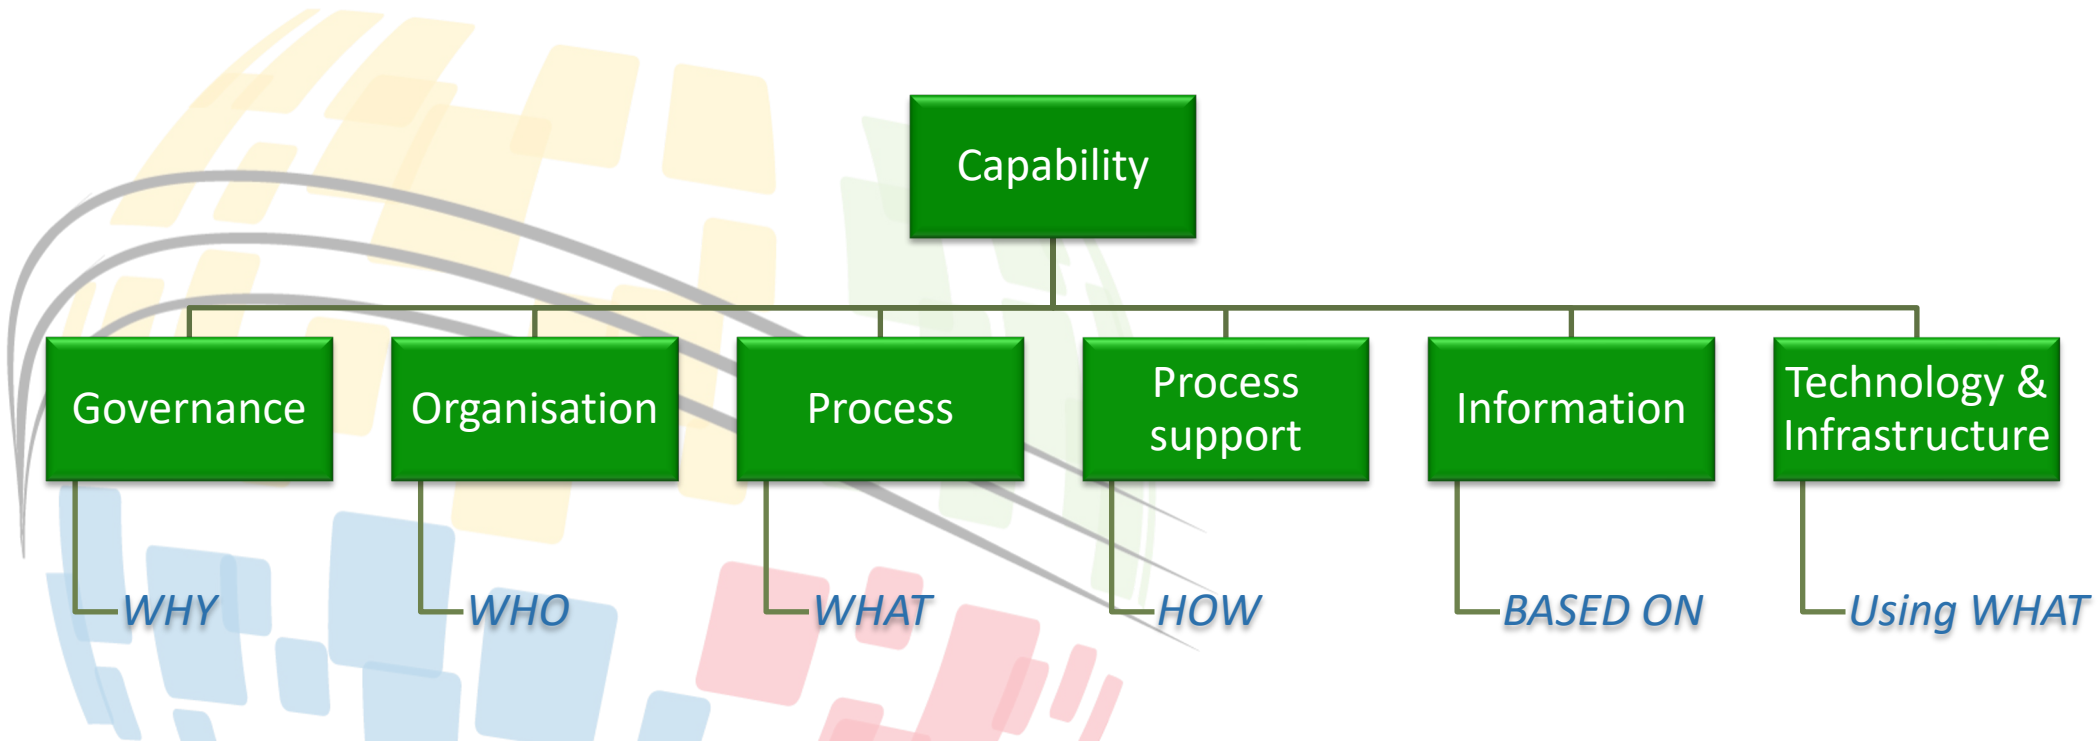 Capability
Governance
Organisation
Process
Process
support
Information
Technology &
Infrastructure
WHY
WHO
WHAT
HOW
BASED ON
Using WHAT